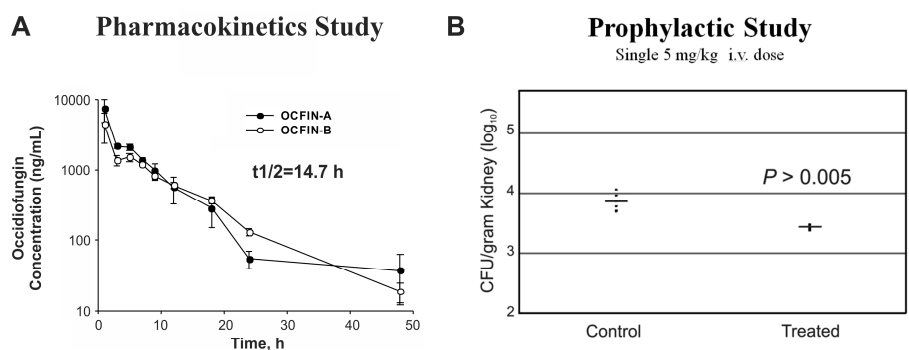 A
Pharmacokinetics Study
Occidiofungin
Concentration (ng/mL)
10000
1000
100
10
OCFIN-A
OCFIN-B
t1/2=14.7 h
0 10 20 30 40 50
Time, h
B
Prophylactic Study
Single 5 mg/kg i.v. dose
CFU/gram Kidney (log10)
5
4
3
2
P > 0.005
Control Treated